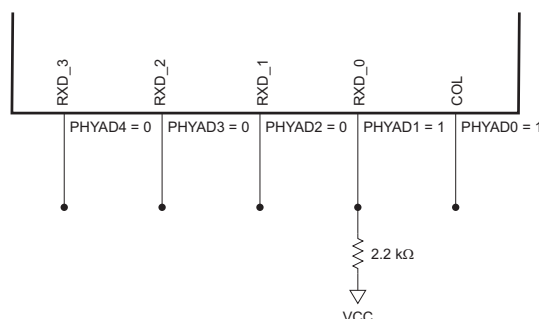 RXD_3
RXD_2
RXD_1
RXD_0
COL
PHYAD4 = 0
PHYAD3 = 0
PHYAD2 = 0
PHYAD1 = 1
PHYAD0 = 1
2.2 kΩ
VCC